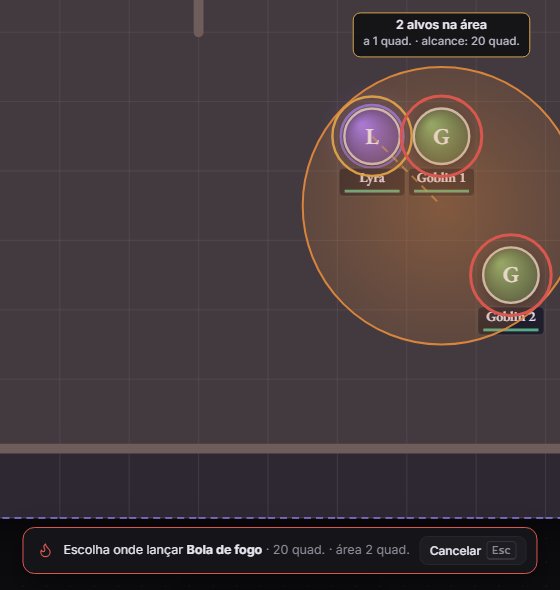 2 alvos na área
a 1 quad. · alcance: 20 quad.
L
G
Lyra
Goblin 1
G
Goblin 2
Escolha onde lançar Bola de fogo · 20 quad. · área 2 quad.
Cancelar Esc